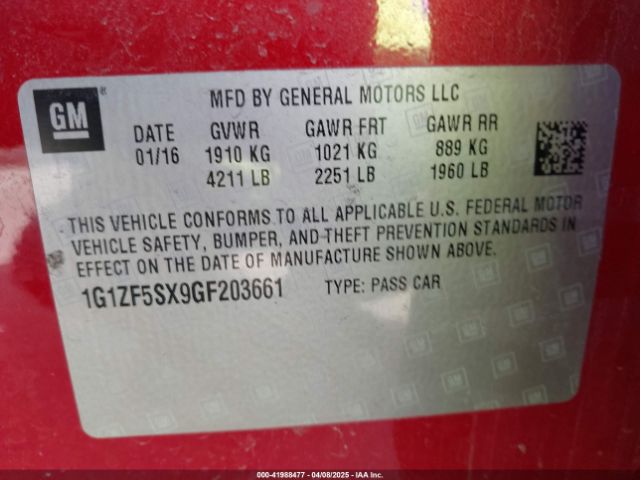 GM ®
MFD BY GENERAL MOTORS LLC
DATE GVWR GAWR FRT GAWR RR
01/16 1910 KG 1021 KG 889 KG
4211 LB 2251 LB 1960 LB
THIS VEHICLE CONFORMS TO ALL APPLICABLE U.S. FEDERAL MOTOR
VEHICLE SAFETY, BUMPER, AND THEFT PREVENTION STANDARDS IN
EFFECT ON THE DATE OF MANUFACTURE SHOWN ABOVE.
1G1ZF5SX9GF203661 TYPE: PASS CAR
000-41988477 04/08/2025 IAA Inc.